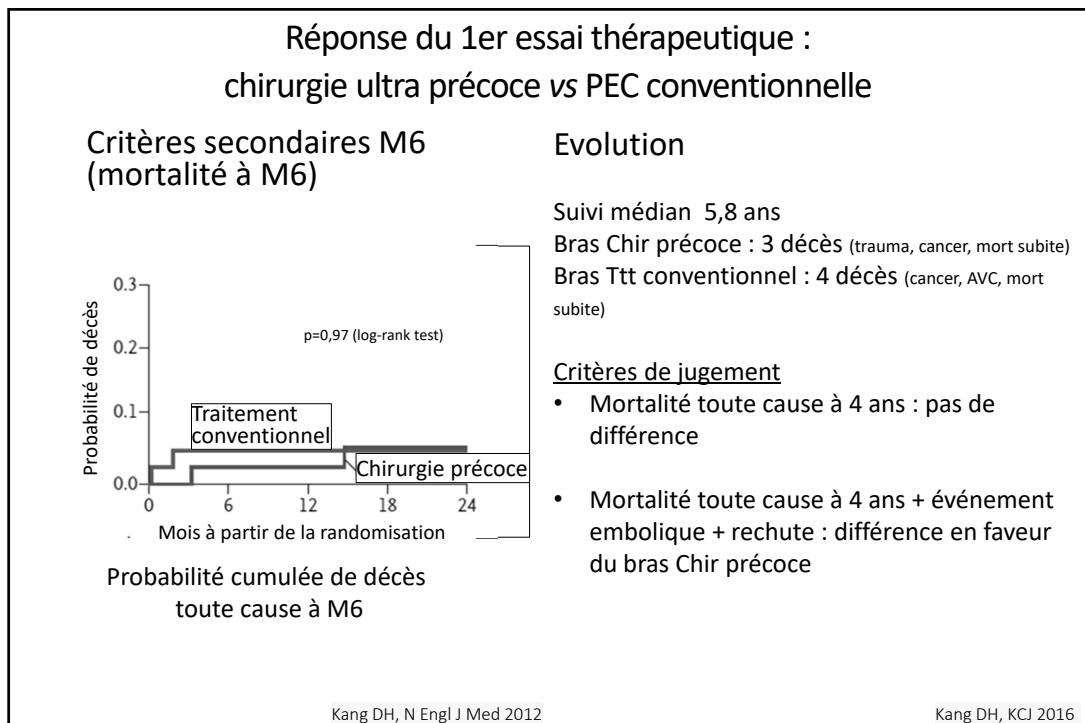 Réponse du 1er essai thérapeutique :
chirurgie ultra précoce vs PEC conventionnelle
Critères secondaires M6
(mortalité à M6)
Probabilité de décès
0.3
0.2
0.1
0.0
p=0,97 (log-rank test)
Traitement
conventionnel
Chirurgie précoce
0 6 12 18 24
. Mois à partir de la randomisation
Probabilité cumulée de décès
toute cause à M6
Evolution
Suivi médian 5,8 ans
Bras Chir précoce : 3 décès (trauma, cancer, mort subite)
Bras Ttt conventionnel : 4 décès (cancer, AVC, mort
subite)
Critères de jugement
• Mortalité toute cause à 4 ans : pas de
différence
• Mortalité toute cause à 4 ans + événement
embolique + rechute : différence en faveur
du bras Chir précoce
Kang DH, N Engl J Med 2012
Kang DH, KCJ 2016